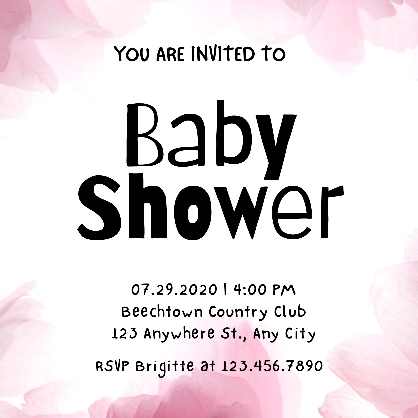 YOU ARE INVITED TO
Baby
Shower
07.29.2020 | 4:00 PM
Beechtown Country Club
123 Anywhere St., Any City
RSVP Brigitte at 123.456.7890